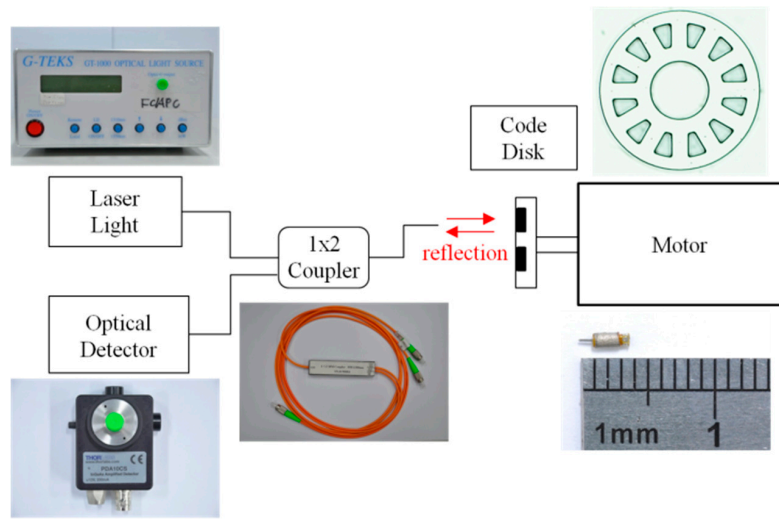 G-TEKS GT-1000 OPTICAL LIGHT SOURCE
FC/APC
Code
Disk
Laser
Light
1x2
Coupler
reflection
Motor
Optical
Detector
THORLABS
PDA10CS
1mm 1